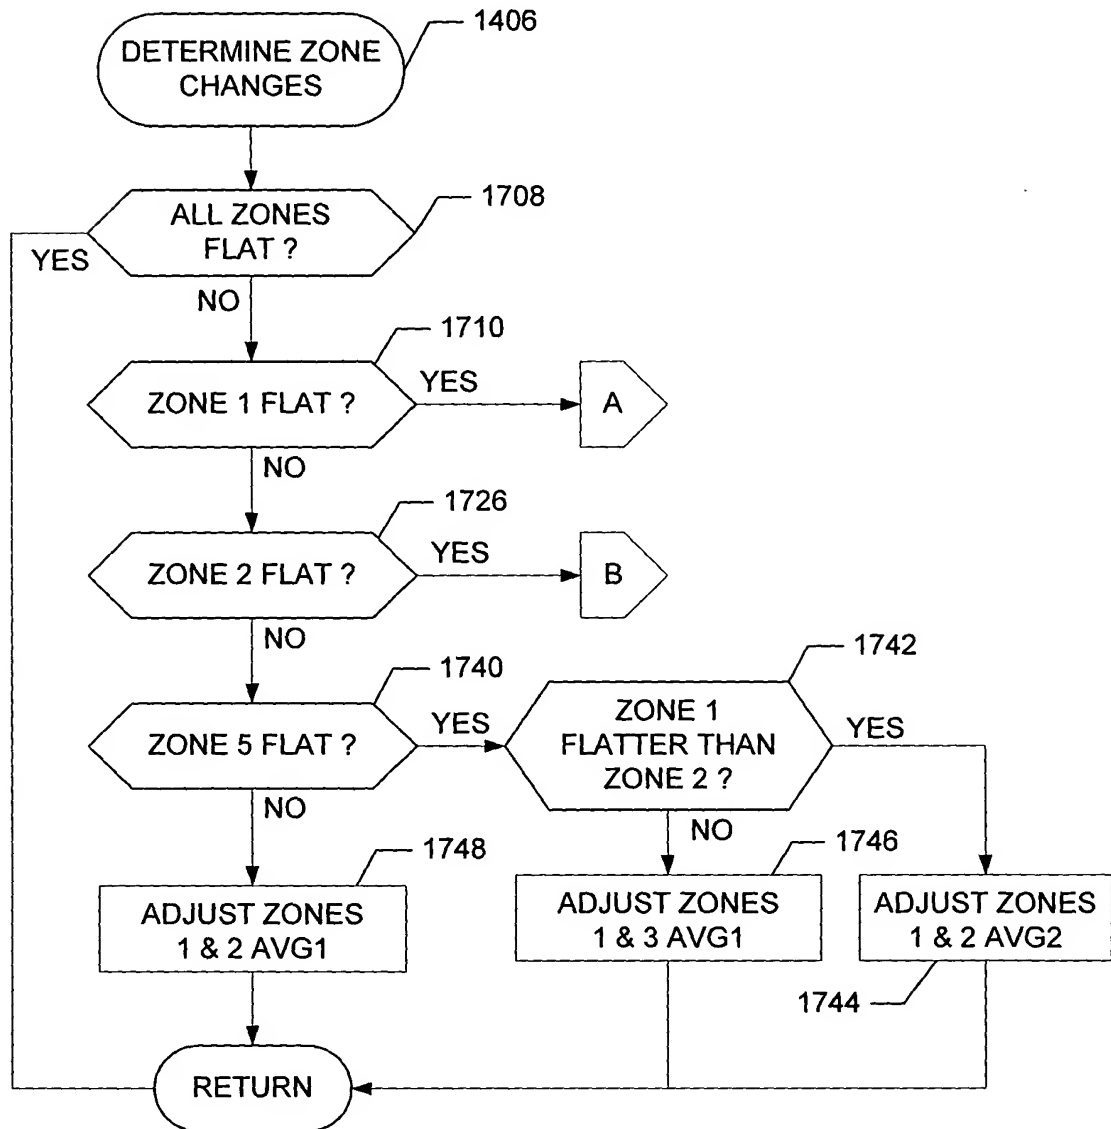 1406
DETERMINE ZONE
CHANGES
1708
ALL ZONES
FLAT ?
YES
NO
1710
ZONE 1 FLAT ?
YES
A
NO
1726
ZONE 2 FLAT ?
YES
B
NO
1740
ZONE 5 FLAT ?
YES
1742
ZONE 1
FLATTER THAN
ZONE 2 ?
YES
NO
NO
1748
ADJUST ZONES
1 & 2 AVG1
1746
ADJUST ZONES
1 & 3 AVG1
ADJUST ZONES
1 & 2 AVG2
1744
RETURN